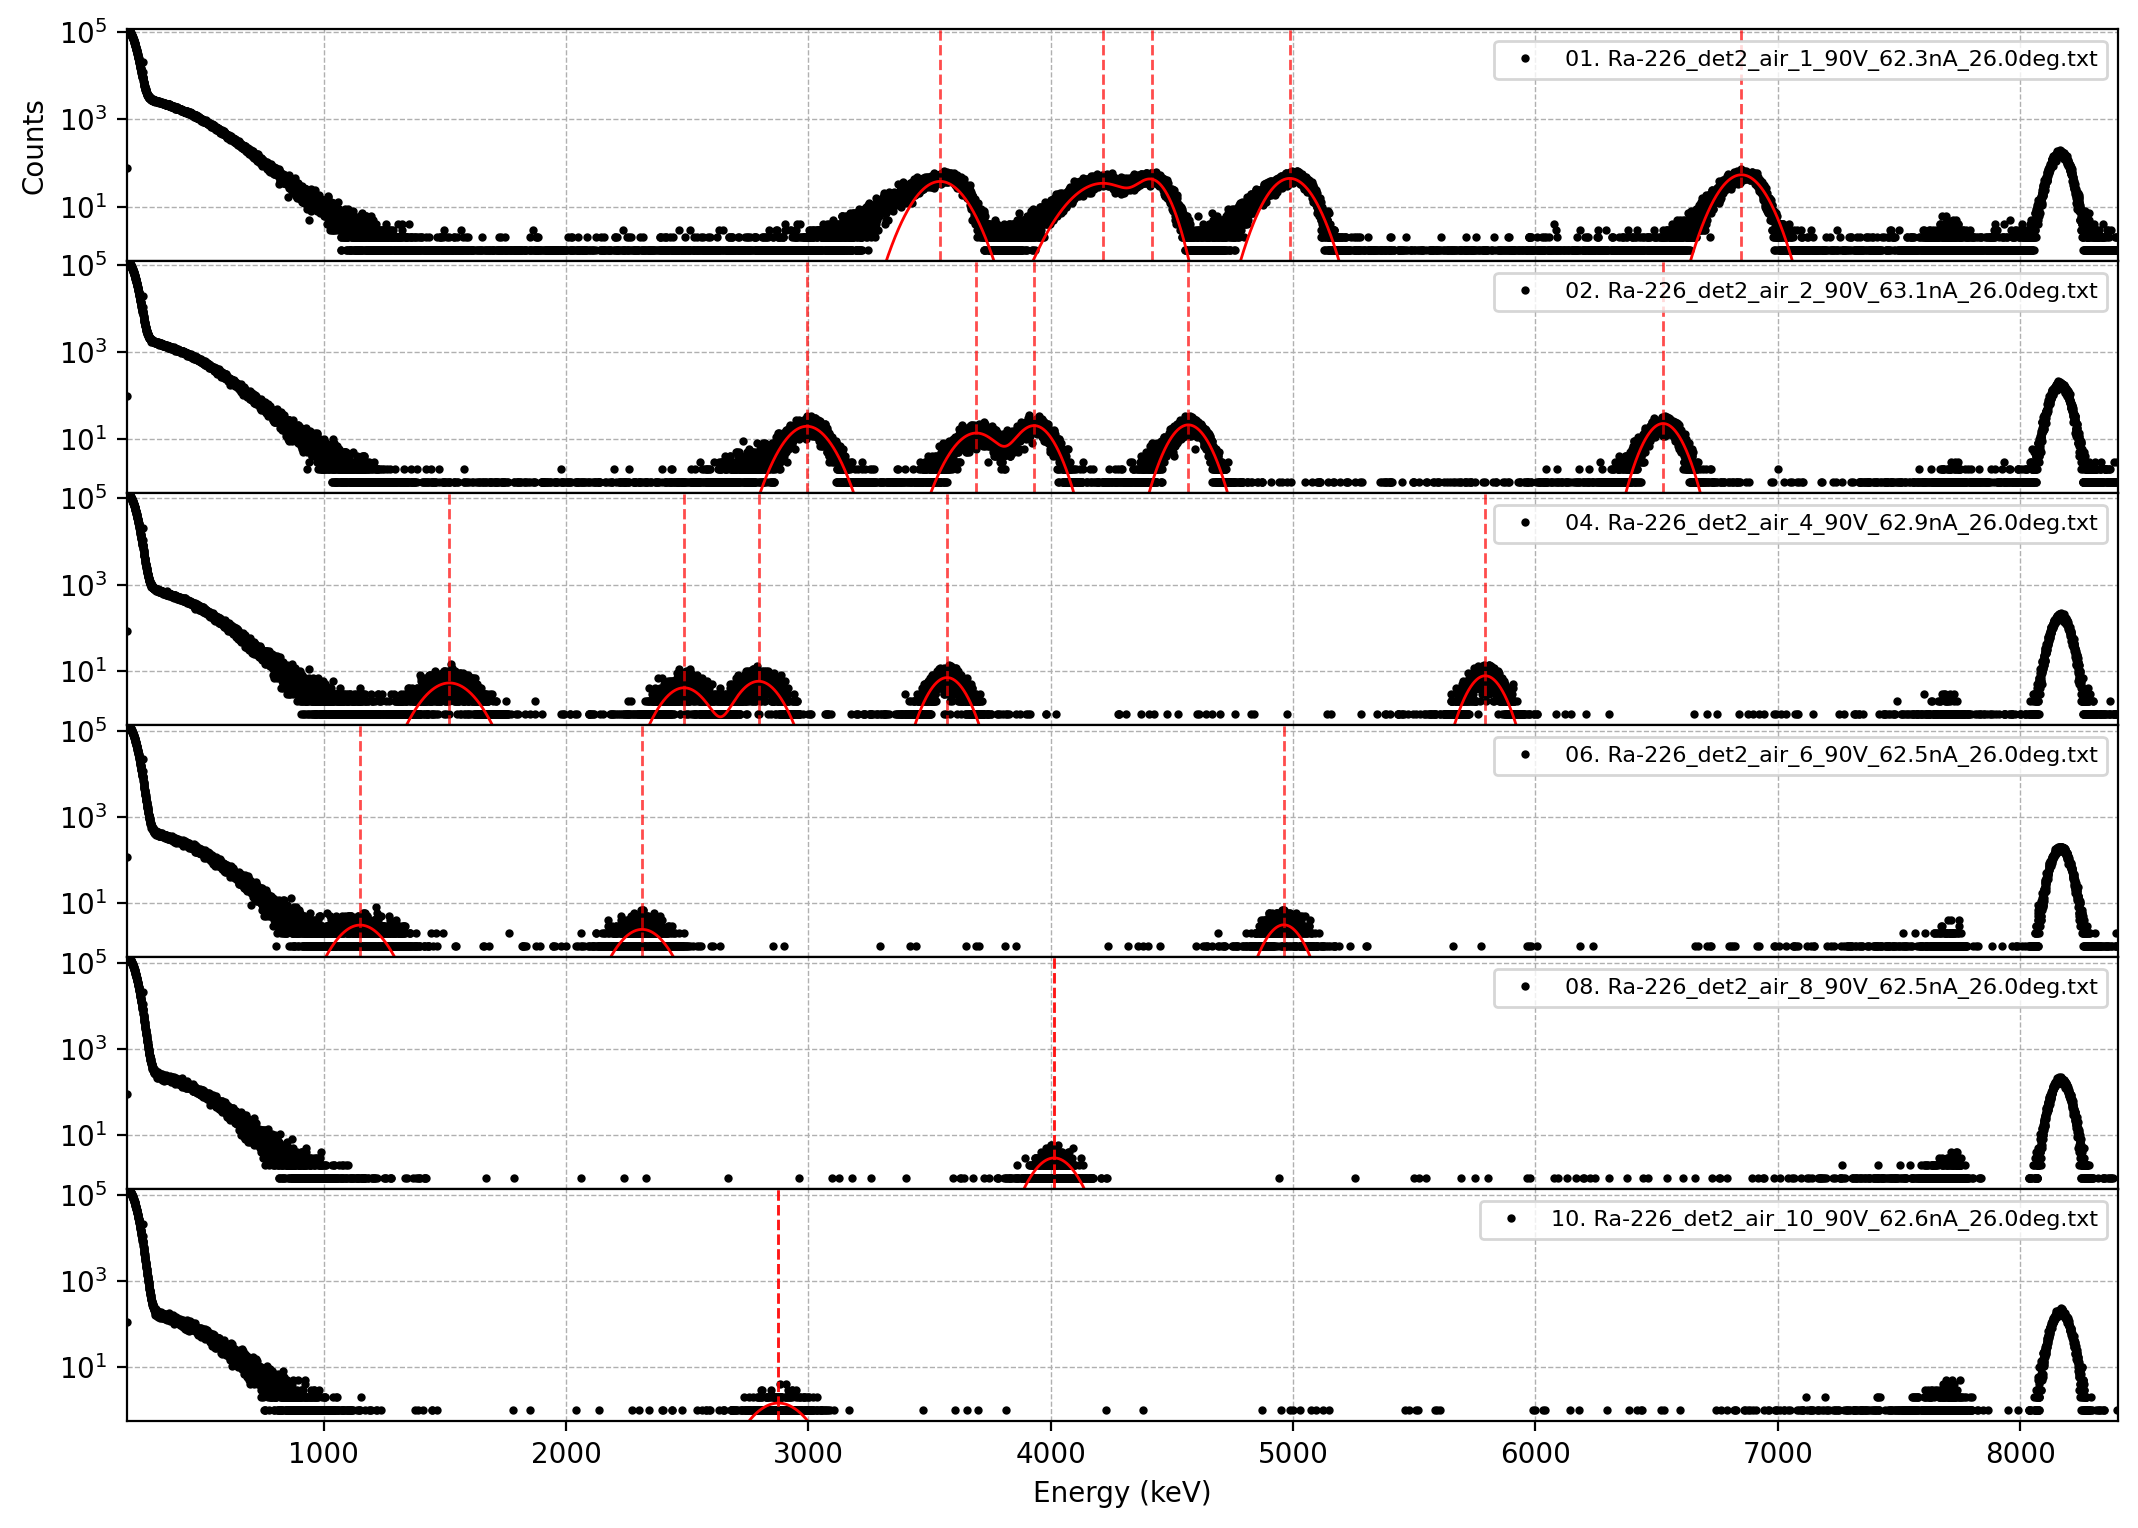 Counts
10^5
10^3
10^1
01. Ra-226_det2_air_1_90V_62.3nA_26.0deg.txt
10^5
10^3
10^1
02. Ra-226_det2_air_2_90V_63.1nA_26.0deg.txt
10^5
10^3
10^1
04. Ra-226_det2_air_4_90V_62.9nA_26.0deg.txt
10^5
10^3
10^1
06. Ra-226_det2_air_6_90V_62.5nA_26.0deg.txt
10^5
10^3
10^1
08. Ra-226_det2_air_8_90V_62.5nA_26.0deg.txt
10^5
10^3
10^1
10. Ra-226_det2_air_10_90V_62.6nA_26.0deg.txt
1000 2000 3000 4000 5000 6000 7000 8000
Energy (keV)